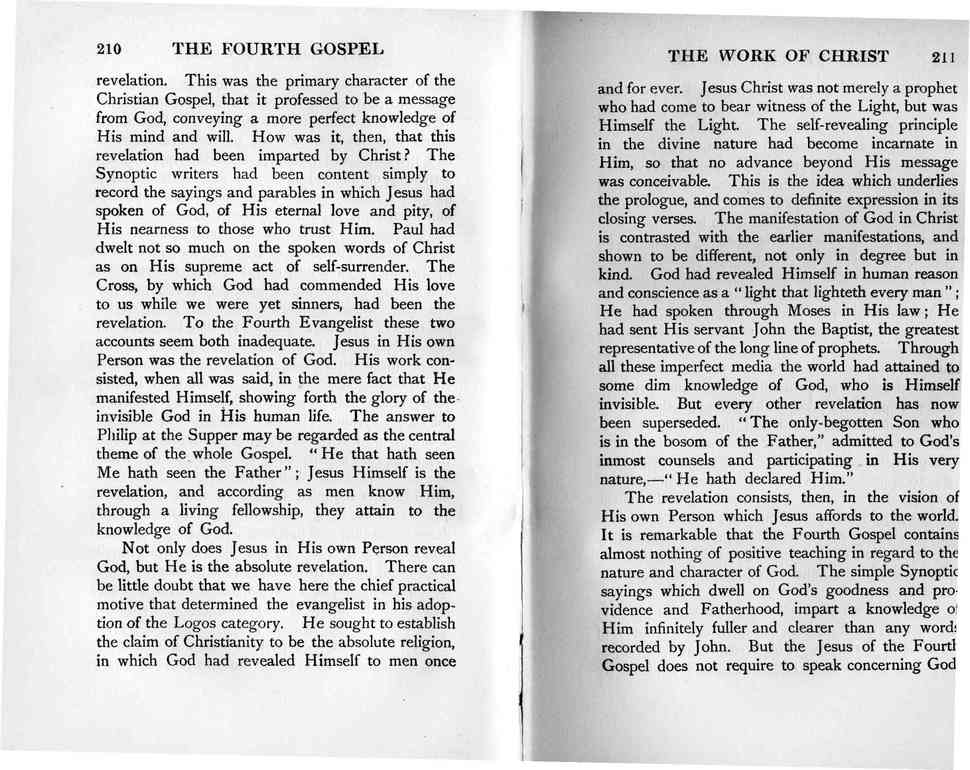 210 THE FOURTH GOSPEL
revelation. This was the primary character of the
Christian Gospel, that it professed to be a message
from God, conveying a more perfect knowledge of
His mind and will. How was it, then, that this
revelation had been imparted by Christ? The
Synoptic writers had been content simply to
record the sayings and parables in which Jesus had
spoken of God, of His eternal love and pity, of
His nearness to those who trust Him. Paul had
dwelt not so much on the spoken words of Christ
as on His supreme act of self-surrender. The
Cross, by which God had commended His love
to us while we were yet sinners, had been the
revelation. To the Fourth Evangelist these two
accounts seem both inadequate. Jesus in His own
Person was the revelation of God. His work con-
sisted, when all was said, in the mere fact that He
manifested Himself, showing forth the glory of the
invisible God in His human life. The answer to
Philip at the Supper may be regarded as the central
theme of the whole Gospel. "He that hath seen
Me hath seen the Father"; Jesus Himself is the
revelation, and according as men know Him,
through a living fellowship, they attain to the
knowledge of God.
Not only does Jesus in His own Person reveal
God, but He is the absolute revelation. There can
be little doubt that we have here the chief practical
motive that determined the evangelist in his adop-
tion of the Logos category. He sought to establish
the claim of Christianity to be the absolute religion,
in which God had revealed Himself to men once
THE WORK OF CHRIST 211
and for ever. Jesus Christ was not merely a prophet
who had come to bear witness of the Light, but was
Himself the Light. The self-revealing principle
in the divine nature had become incarnate in
Him, so that no advance beyond His message
was conceivable. This is the idea which underlies
the prologue, and comes to definite expression in its
closing verses. The manifestation of God in Christ
is contrasted with the earlier manifestations, and
shown to be different, not only in degree but in
kind. God had revealed Himself in human reason
and conscience as a "light that lighteth every man";
He had spoken through Moses in His law; He
had sent His servant John the Baptist, the greatest
representative of the long line of prophets. Through
all these imperfect media the world had attained to
some dim knowledge of God, who is Himself
invisible. But every other revelation has now
been superseded. "The only-begotten Son who
is in the bosom of the Father," admitted to God's
inmost counsels and participating in His very
nature,—"He hath declared Him."
The revelation consists, then, in the vision of
His own Person which Jesus affords to the world.
It is remarkable that the Fourth Gospel contains
almost nothing of positive teaching in regard to the
nature and character of God. The simple Synoptic
sayings which dwell on God's goodness and pro-
vidence and Fatherhood, impart a knowledge of
Him infinitely fuller and clearer than any words
recorded by John. But the Jesus of the Fourth
Gospel does not require to speak concerning God